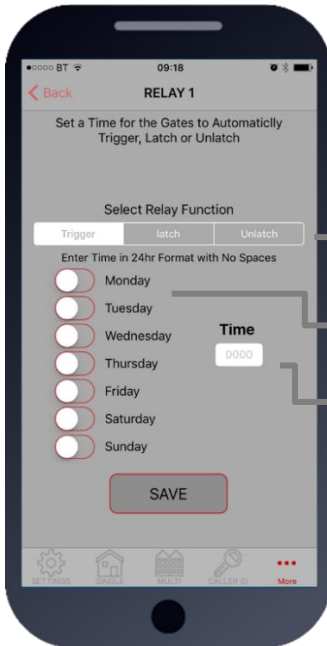 BT 09:18
Back RELAY 1
Set a Time for the Gates to Automaticlly
Trigger, Latch or Unlatch
Select Relay Function
Trigger latch Unlatch
Enter Time in 24hr Format with No Spaces
Monday
Tuesday
Wednesday
Thursday
Friday
Saturday
Sunday
Time
0000
SAVE
SETTINGS SINGLE MULTI CALLER ID More